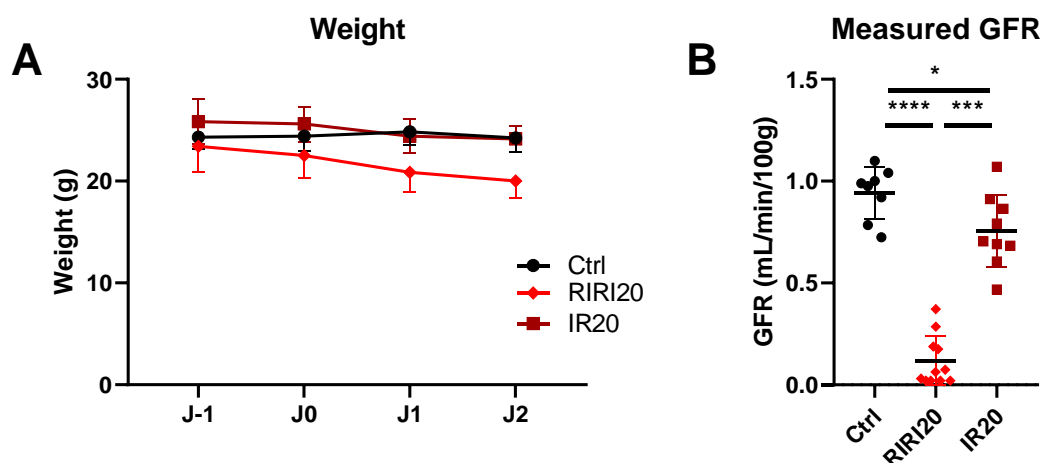 A
Weight
Weight (g)
30
20
10
0
J-1
J0
J1
J2
Ctrl
RIRI20
IR20
B
Measured GFR
GFR (mL/min/100g)
1.5
1.0
0.5
0.0
*
**** ***
Ctrl
RIRI20
IR20